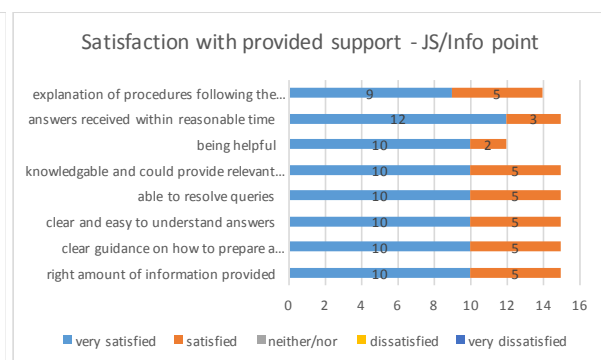 Satisfaction with provided support - JS/Info point
explanation of procedures following the… 9 5
answers received within reasonable time 12 3
being helpful 10 2
knowledgable and could provide relevant… 10 5
able to resolve queries 10 5
clear and easy to understand answers 10 5
clear guidance on how to prepare a… 10 5
right amount of information provided 10 5
0 2 4 6 8 10 12 14 16
very satisfied satisfied neither/nor dissatisfied very dissatisfied